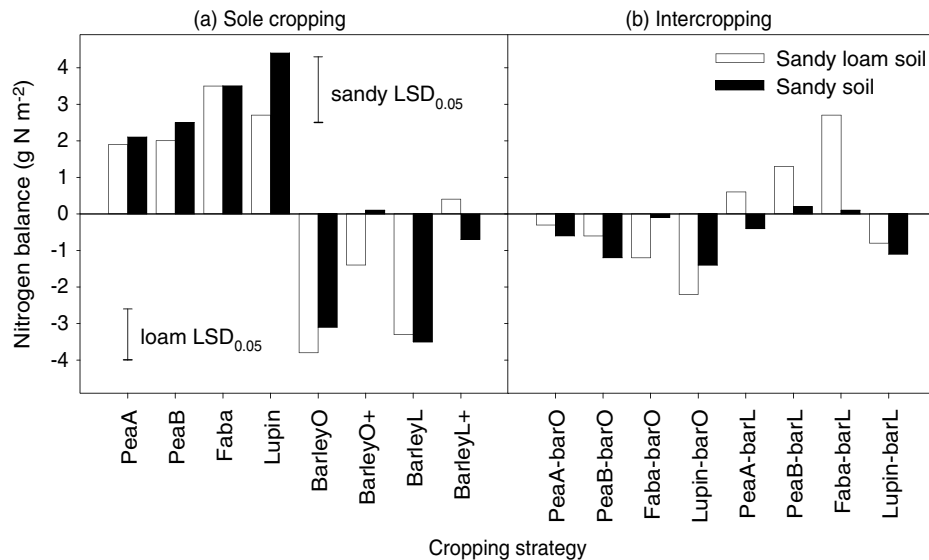 (a) Sole cropping
(b) Intercropping
Nitrogen balance (g N m-2)
4
3
2
1
0
-1
-2
-3
-4
sandy LSD0.05
loam LSD0.05
Sandy loam soil
Sandy soil
PeaA
PeaB
Faba
Lupin
BarleyO
BarleyO+
BarleyL
BarleyL+
PeaA-barO
PeaB-barO
Faba-barO
Lupin-barO
PeaA-barL
PeaB-barL
Faba-barL
Lupin-barL
Cropping strategy